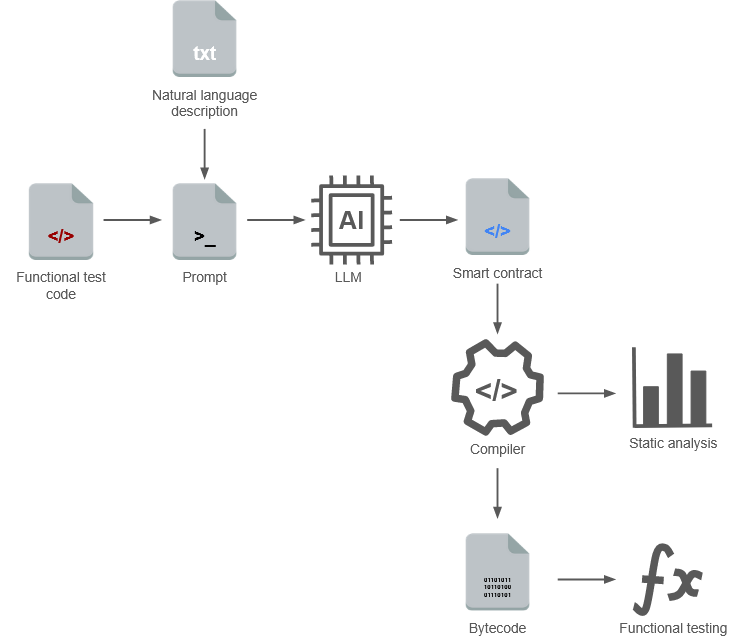 txt
Natural language
description
</>
>_
AI
</>
Functional test
code
Prompt
LLM
Smart contract
</>
Compiler
Static analysis
01101011
10110100
01110101
Bytecode
fx
Functional testing